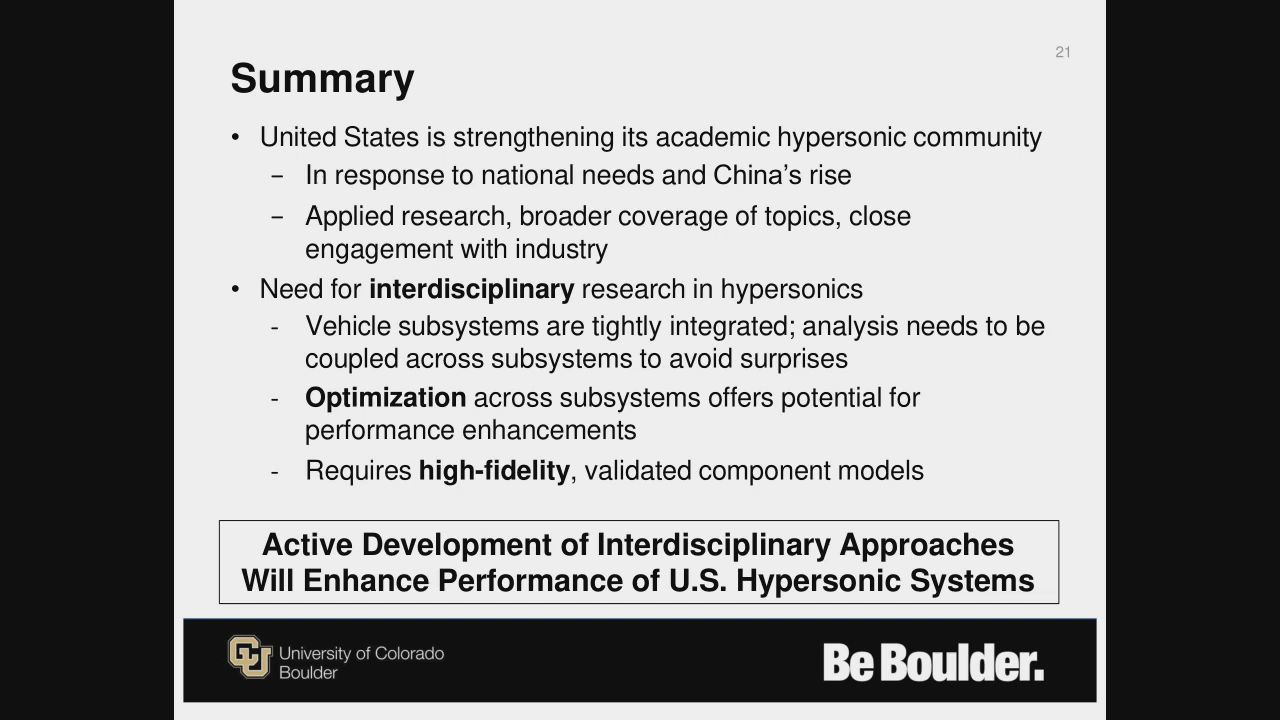 21
Summary
• United States is strengthening its academic hypersonic community
– In response to national needs and China’s rise
– Applied research, broader coverage of topics, close
engagement with industry
• Need for interdisciplinary research in hypersonics
- Vehicle subsystems are tightly integrated; analysis needs to be
coupled across subsystems to avoid surprises
- Optimization across subsystems offers potential for
performance enhancements
- Requires high-fidelity, validated component models
Active Development of Interdisciplinary Approaches
Will Enhance Performance of U.S. Hypersonic Systems
CU
University of Colorado
Boulder
Be Boulder.